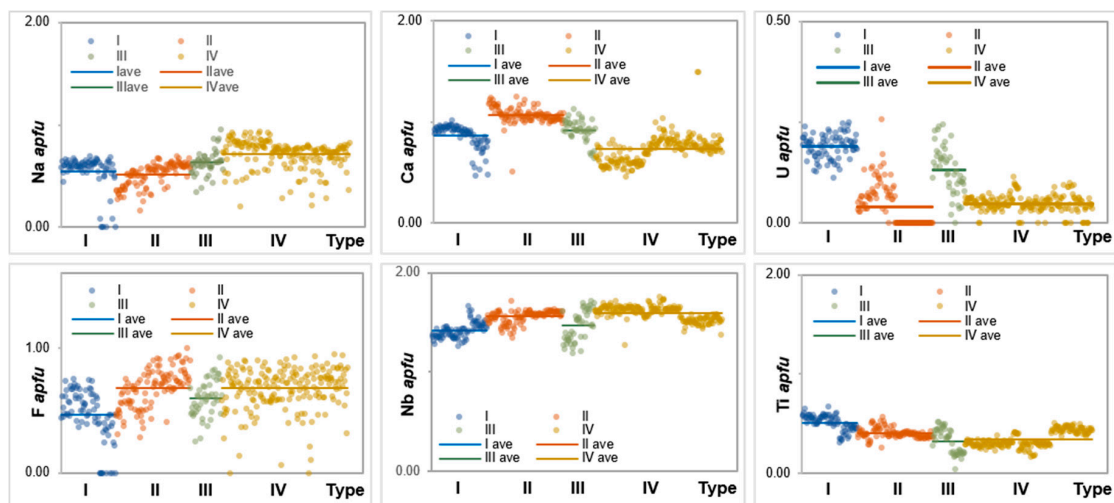 2.00
I II
III IV
Iave IIave
IIIave IVave
Na apfu
0.00
I II III IV Type
2.00
I II
III IV
I ave II ave
III ave IV ave
Ca apfu
0.00
I II III IV Type
0.50
I II
III IV
I ave II ave
III ave IV ave
U apfu
0.00
I II III IV Type
I II
III IV
I ave II ave
III ave IV ave
1.00
F apfu
0.00
I II III IV Type
2.00
Nb apfu
I II
III IV
I ave II ave
III ave IV ave
0.00
I II III IV Type
2.00
I II
III IV
I ave II ave
III ave IV ave
Ti apfu
0.00
I II III IV Type